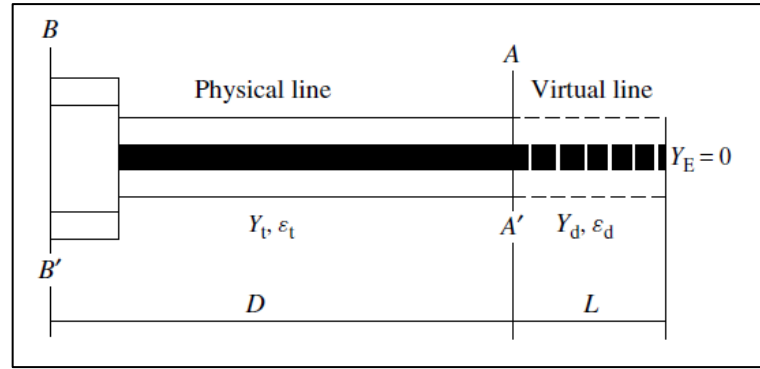 B
A
Physical line
Virtual line
Y_E = 0
Y_t, ε_t
A′
Y_d, ε_d
B′
D
L